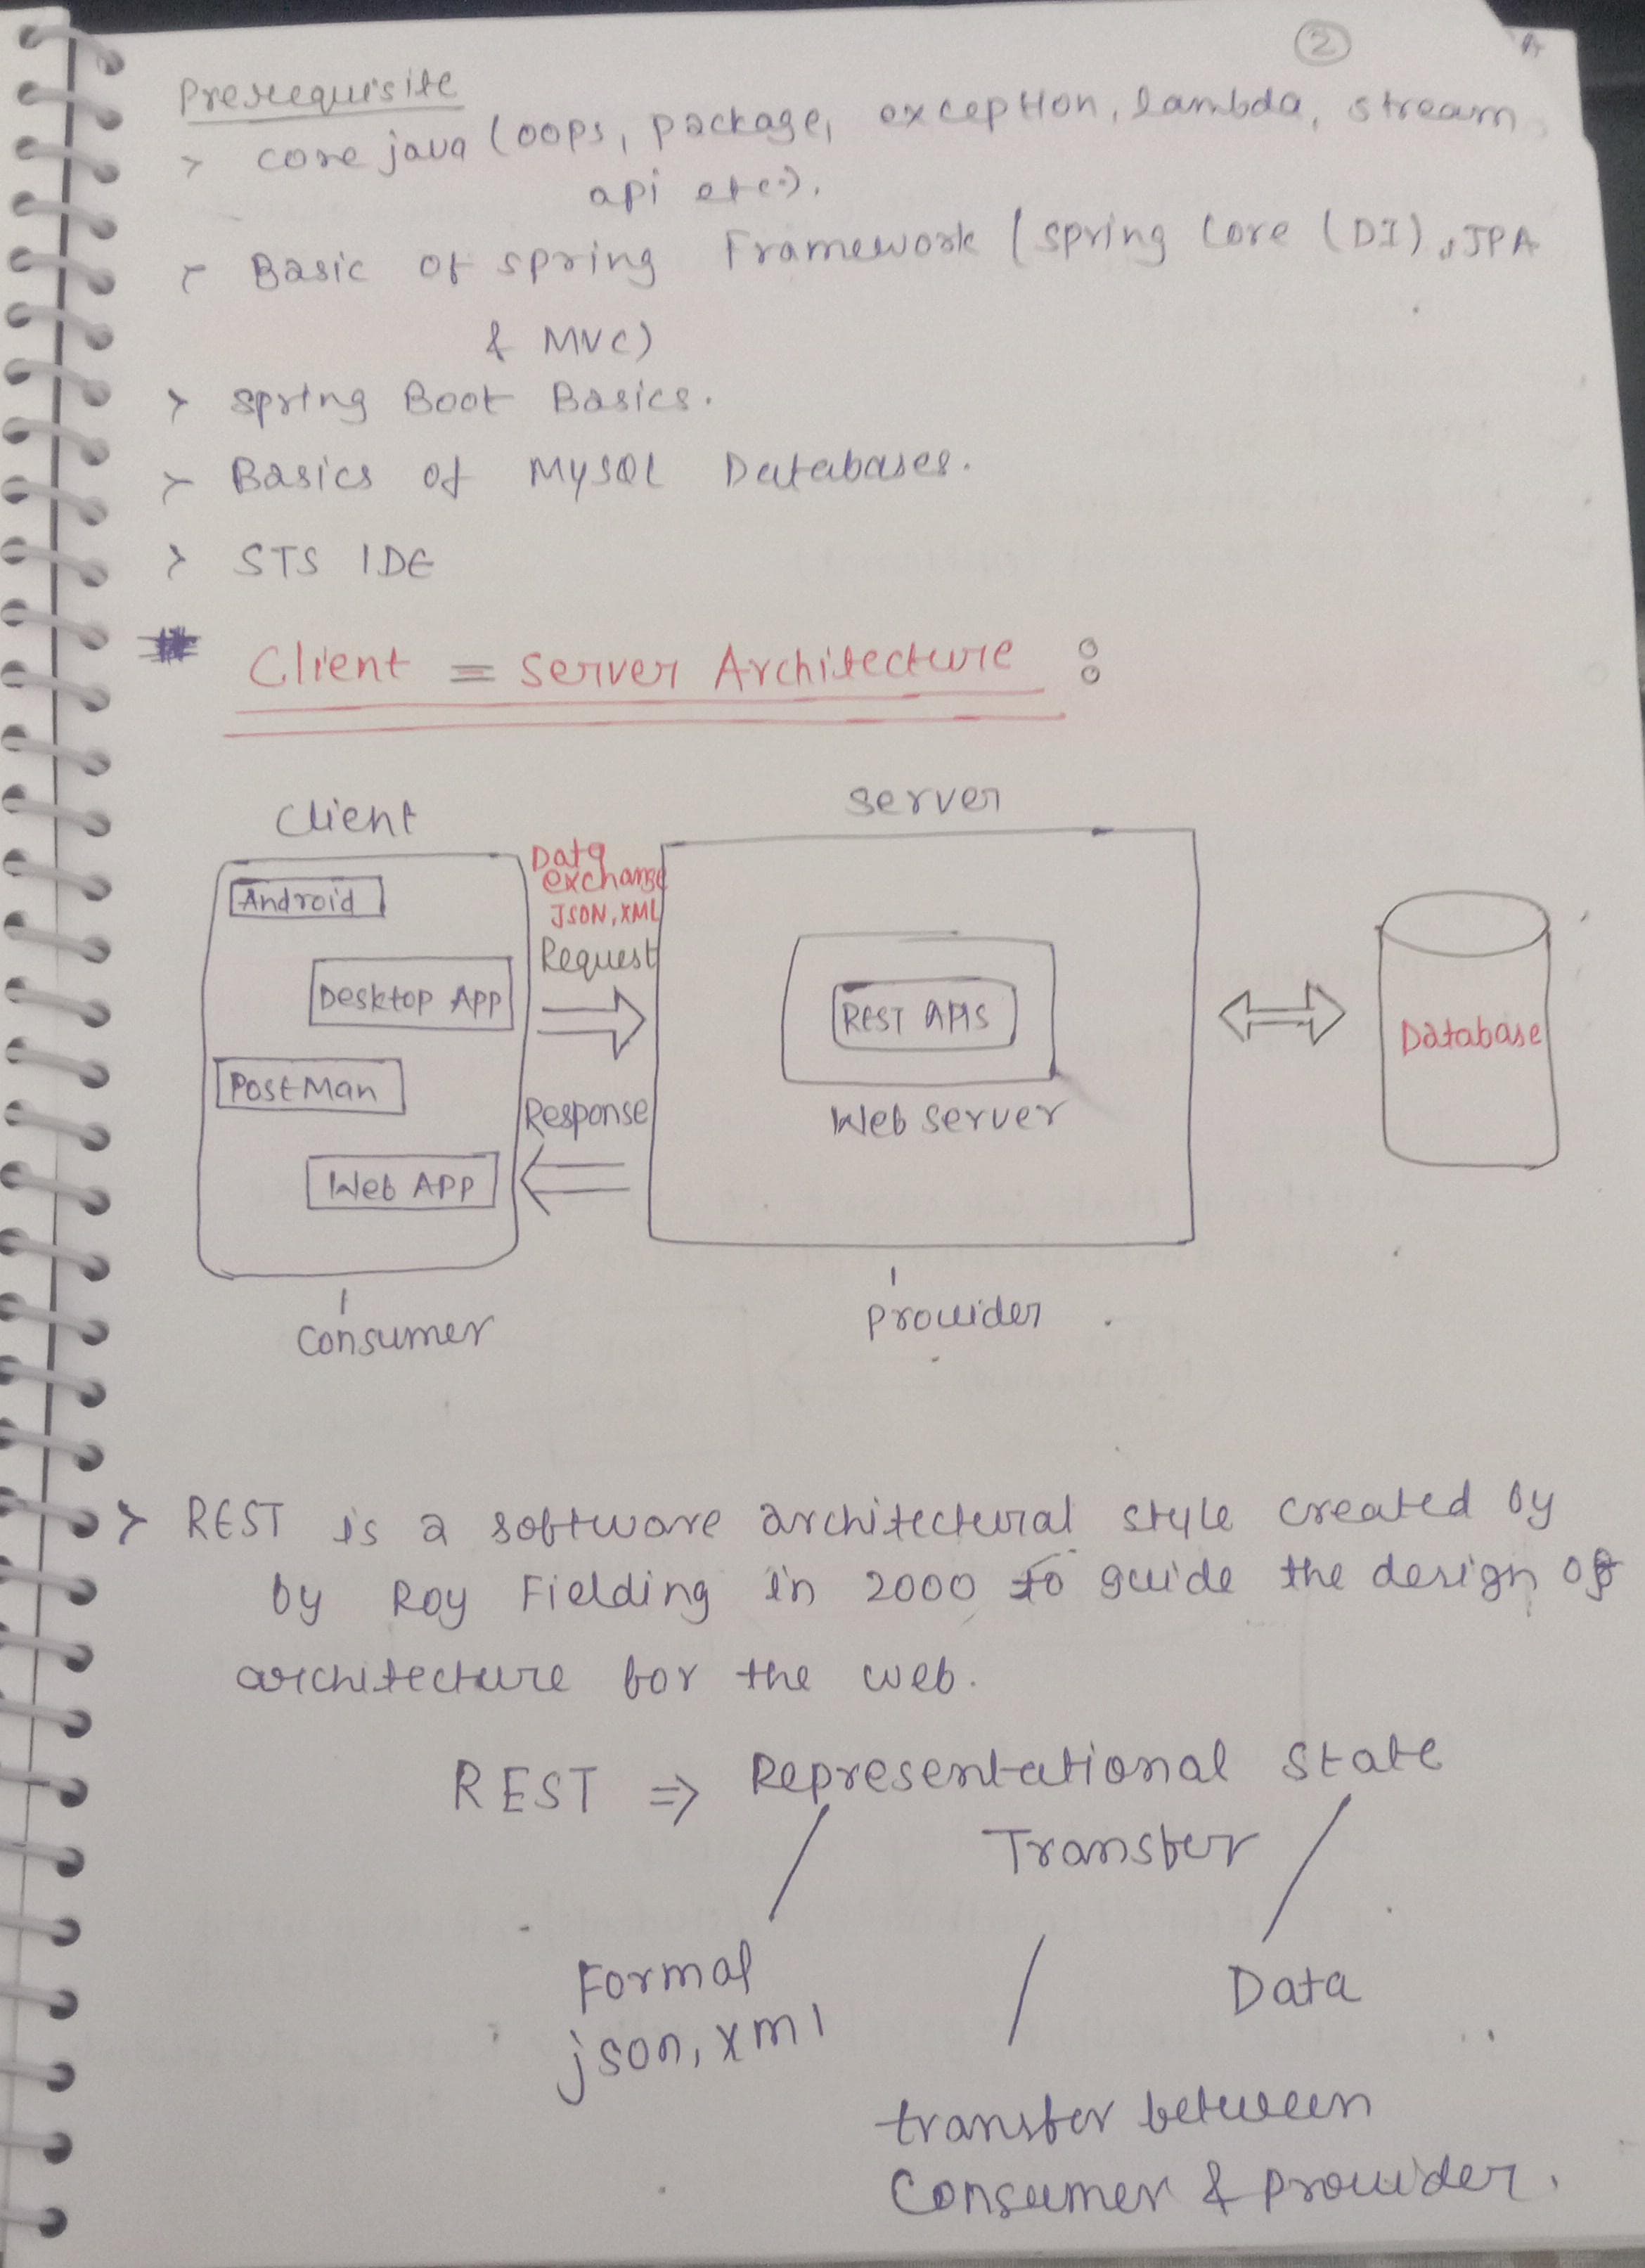 2
Prerequisite
> core java (oops, package, exception, lambda, stream
api etc).
> Basic of spring Framework (spring Core (DI), JPA
& MVC)
> spring Boot Basics.
> Basics of MySQL Databases.
> STS IDE
# Client = Server Architecture :
Client
Server
Data
exchange
JSON, XML
Android
Request
Desktop App
REST APIS
Database
PostMan
Response
Web Server
Web APP
Consumer
Provider
> REST is a software architectural style created by
by Roy Fielding in 2000 to guide the design of
architecture for the web.
REST => Representational State
Transfer
Format
json, xml
Data
transfer between
Consumer & provider.